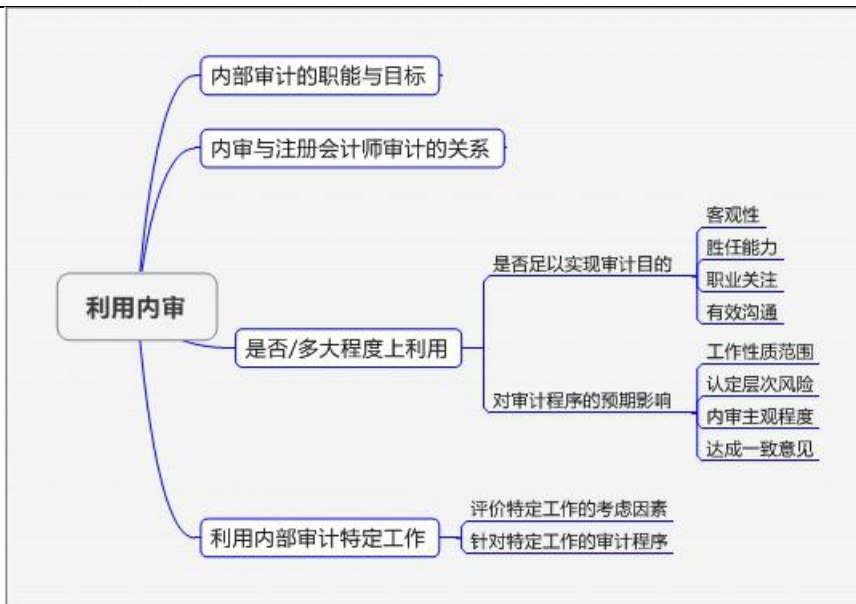 内部审计的职能与目标
内审与注册会计师审计的关系
利用内审
是否/多大程度上利用
是否足以实现审计目的
客观性
胜任能力
职业关注
有效沟通
对审计程序的预期影响
工作性质范围
认定层次风险
内审主观程度
达成一致意见
利用内部审计特定工作
评价特定工作的考虑因素
针对特定工作的审计程序